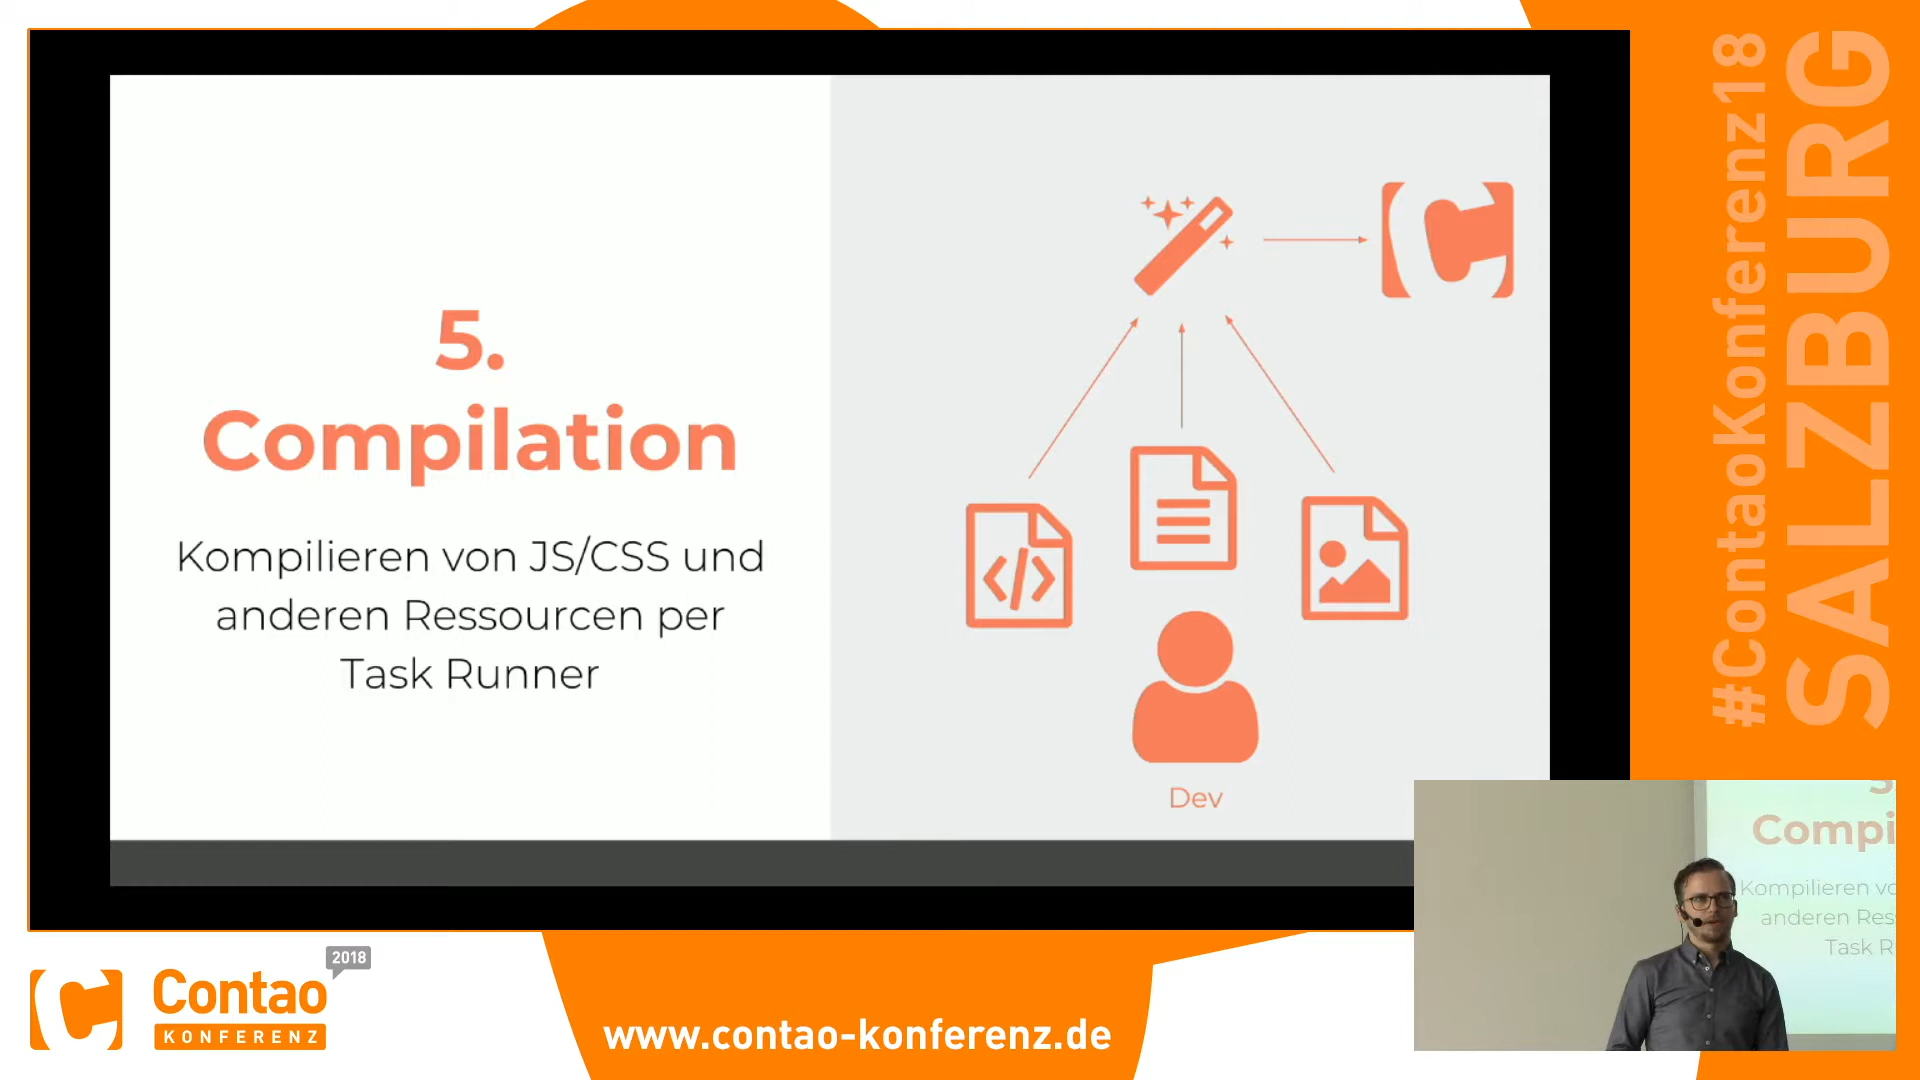 5.
Compilation
Kompilieren von JS/CSS und
anderen Ressourcen per
Task Runner
</>
Dev
#ContaoKonferenz18
SALZBURG
Compi
Kompilieren vo
anderen Res
Task R
2018
Contao
KONFERENZ
www.contao-konferenz.de